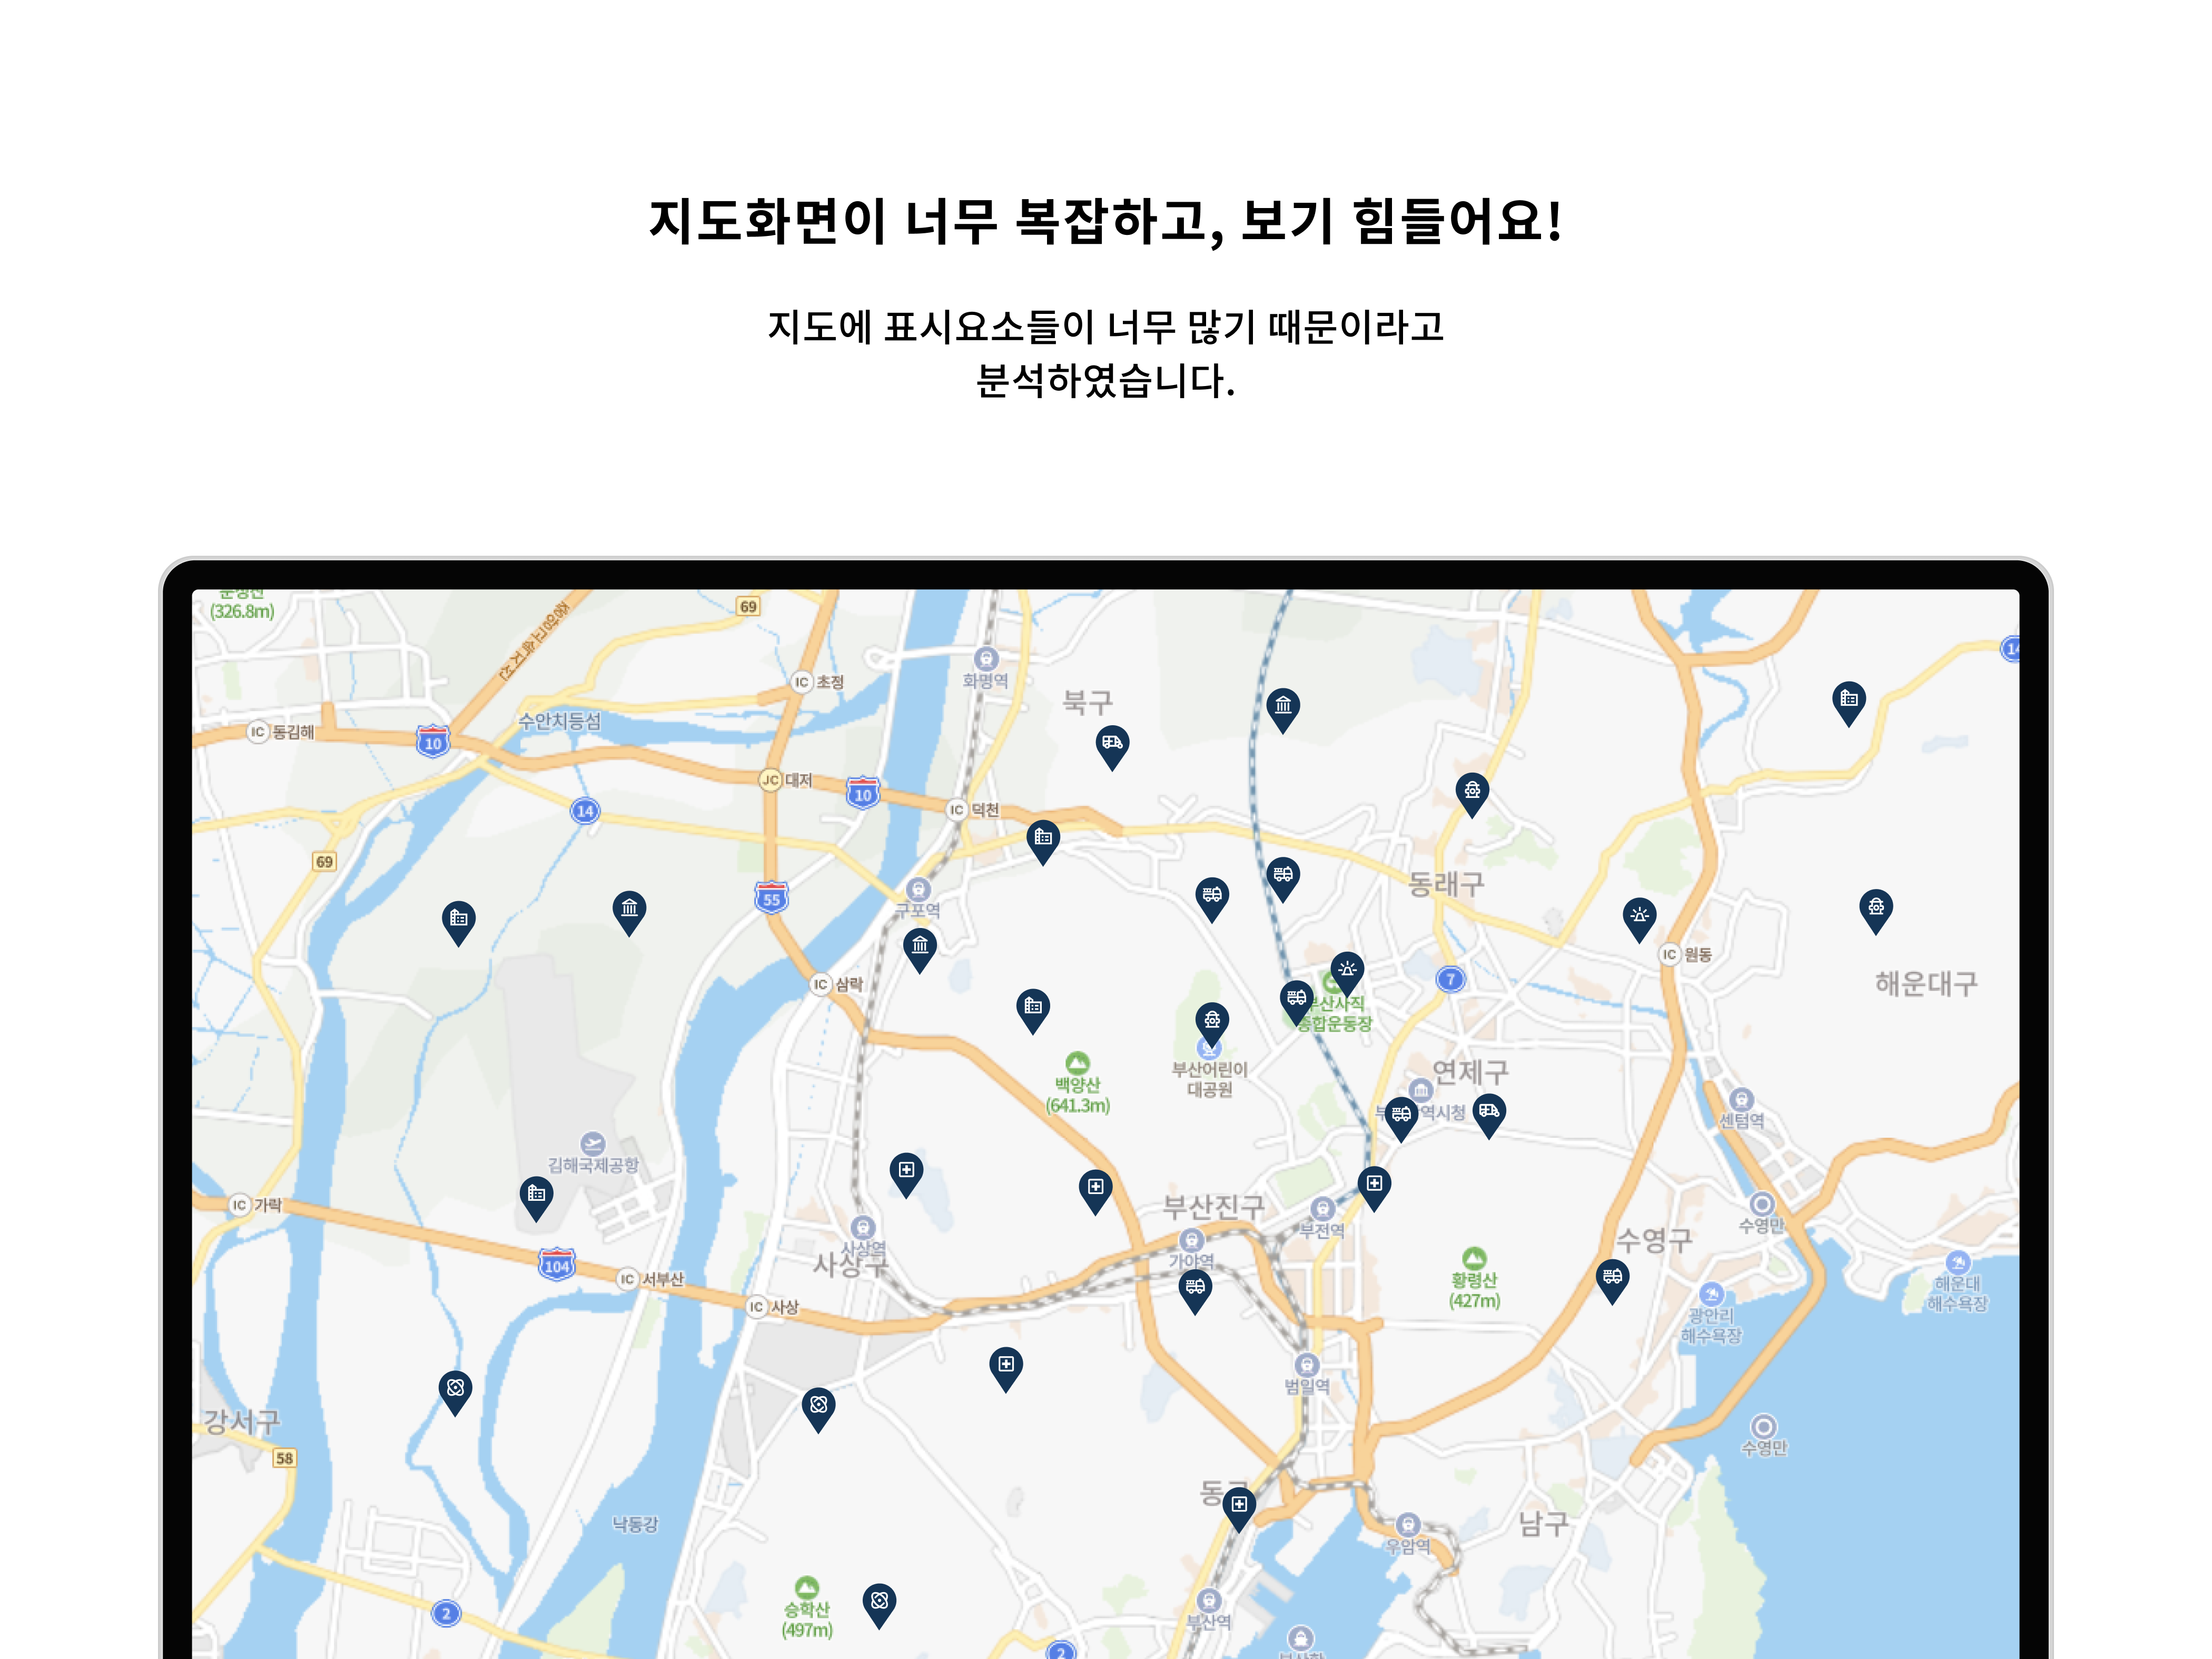 지도화면이 너무 복잡하고, 보기 힘들어요!
지도에 표시요소들이 너무 많기 때문이라고
분석하였습니다.
(326.8m)
중앙고속지선
69
14
IC 초정
화명역
북구
수안치등섬
IC 동김해
10
JC 대저
10
14
IC 덕천
69
동래구
55
구포역
IC 원동
IC 삼락
7
해운대구
부산사직
종합운동장
백양산
(641.3m)
부산어린이
대공원
연제구
역시청
센텀역
김해국제공항
IC 가락
부산진구
수영만
부전역
사상역
사상구
가야역
수영구
104
IC 서부산
황령산
(427m)
해운대
해수욕장
IC 사상
광안리
해수욕장
범일역
강서구
수영만
58
낙동강
남구
우암역
승학산
(497m)
2
부산역
2